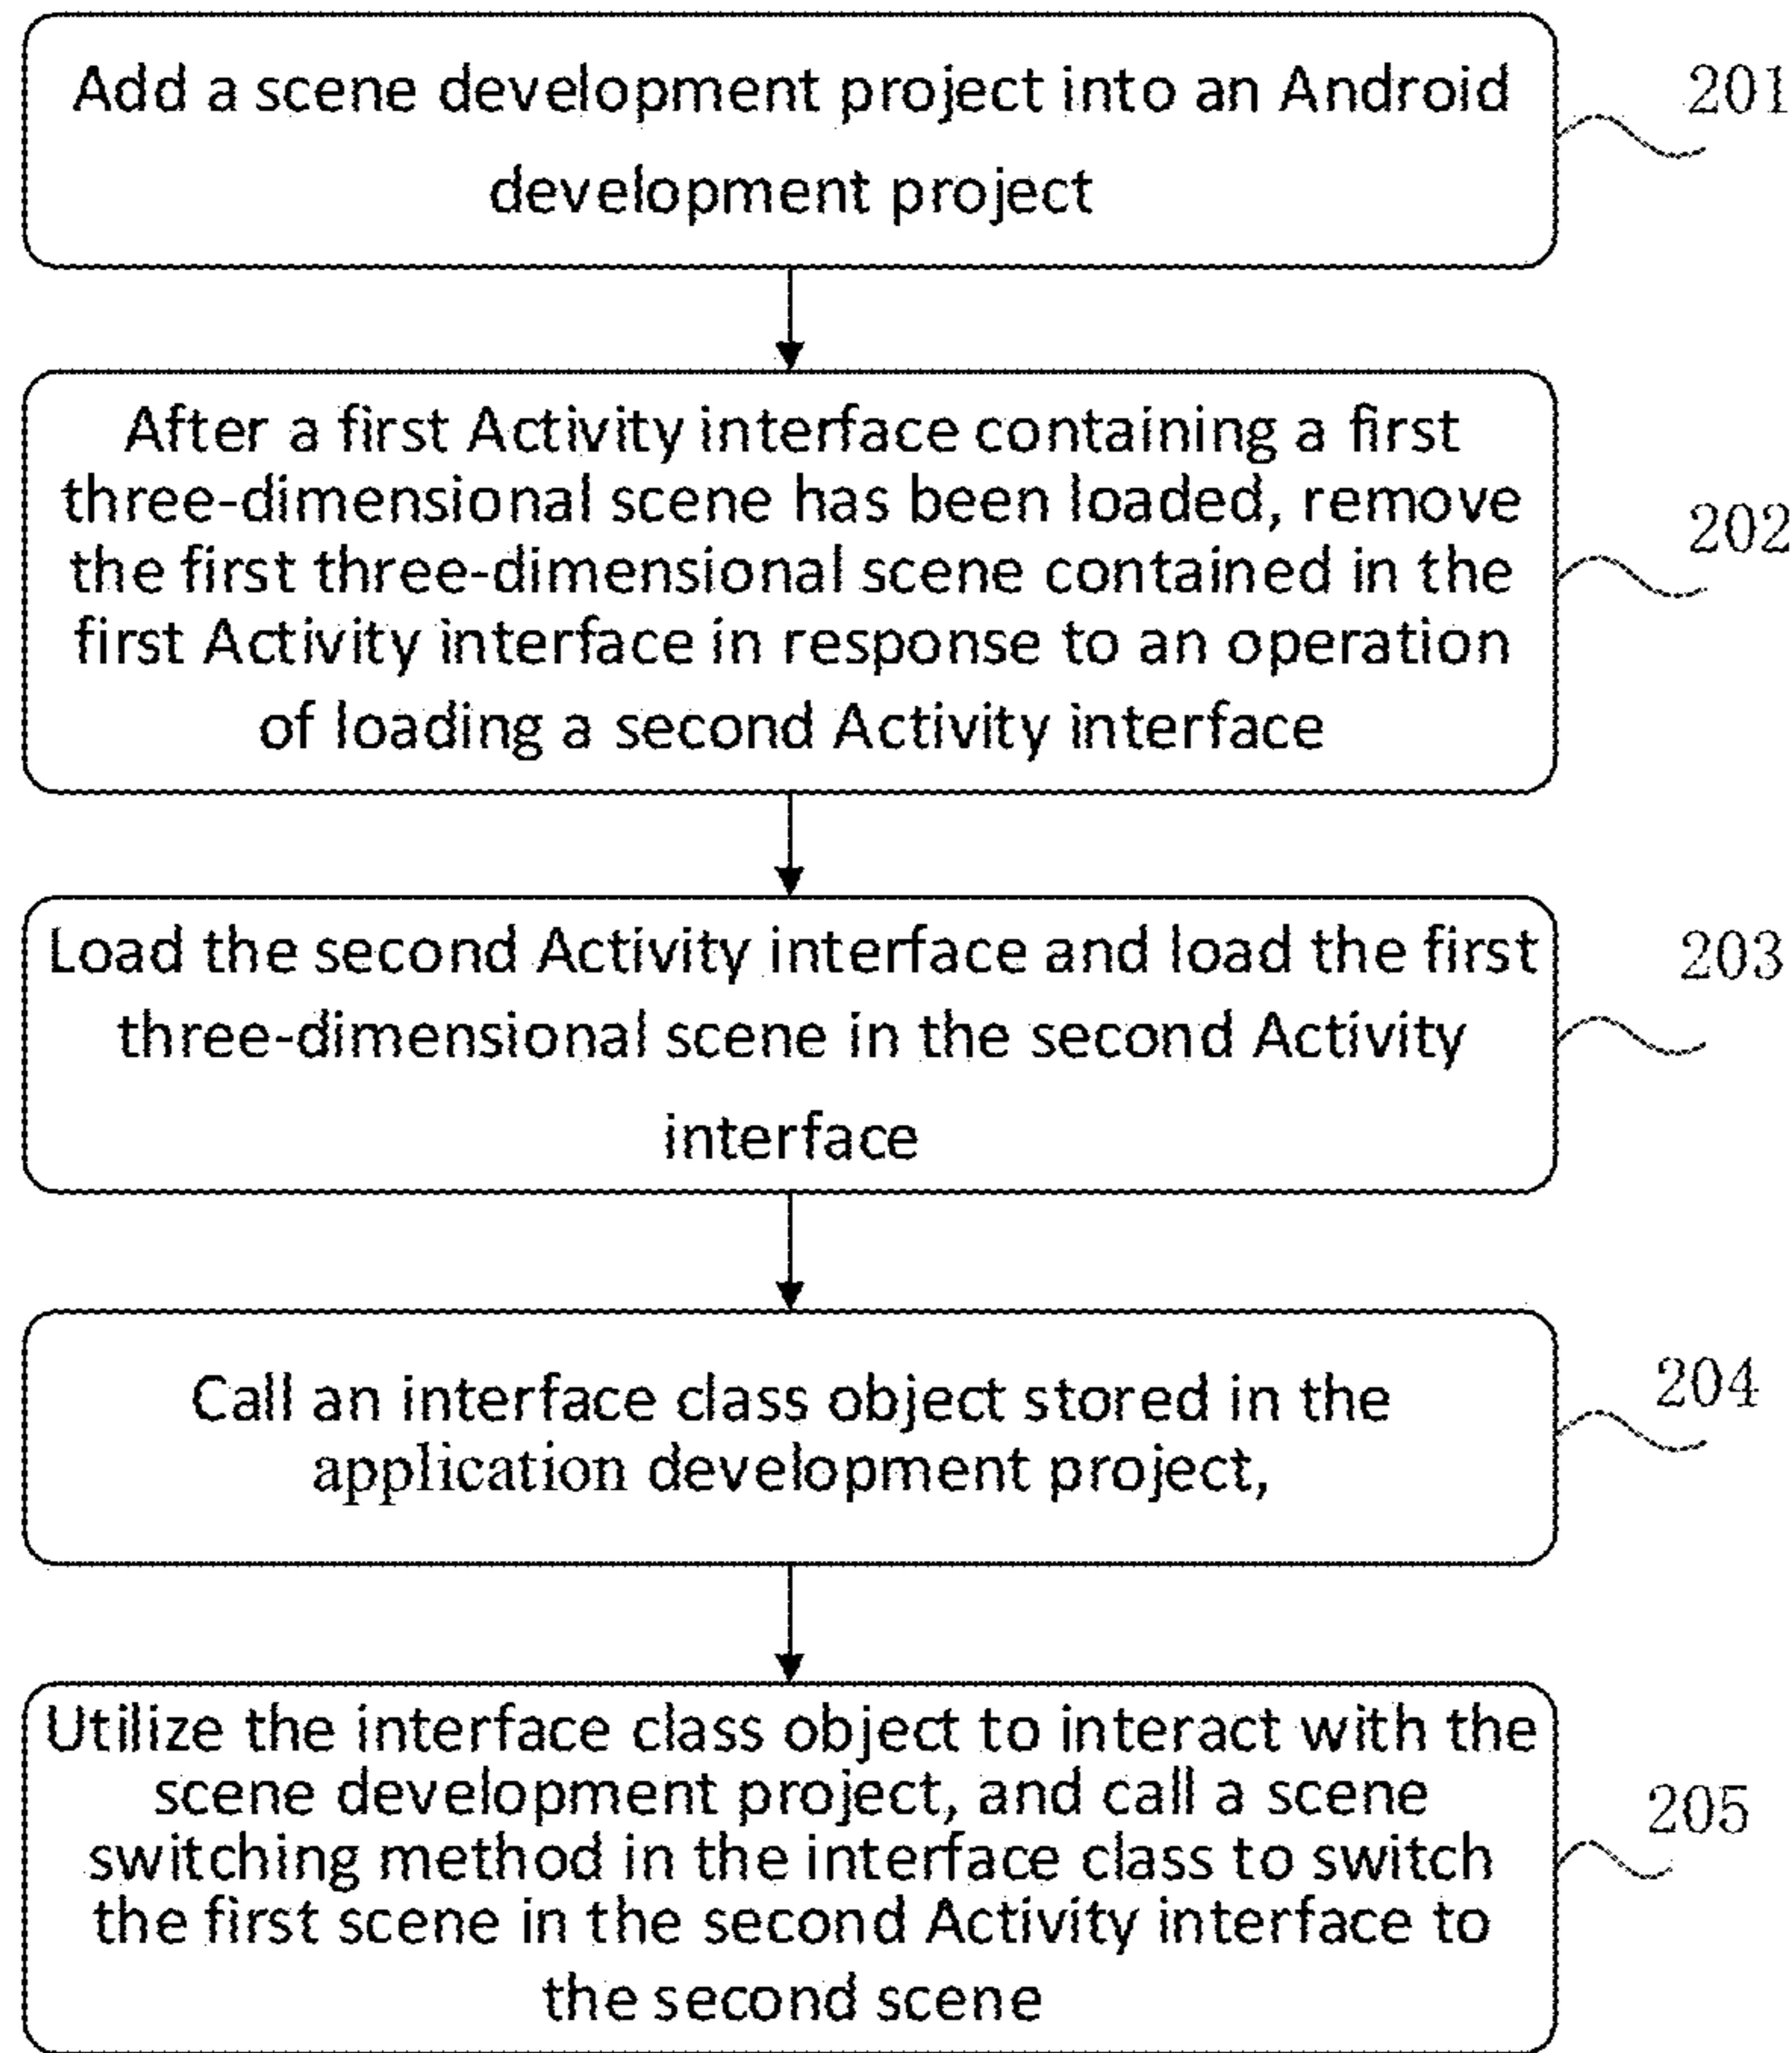 Add a scene development project into an Android
development project
201
After a first Activity interface containing a first
three-dimensional scene has been loaded, remove
the first three-dimensional scene contained in the
first Activity interface in response to an operation
of loading a second Activity interface
202
Load the second Activity interface and load the first
three-dimensional scene in the second Activity
interface
203
Call an interface class object stored in the
application development project,
204
Utilize the interface class object to interact with the
scene development project, and call a scene
switching method in the interface class to switch
the first scene in the second Activity interface to
the second scene
205